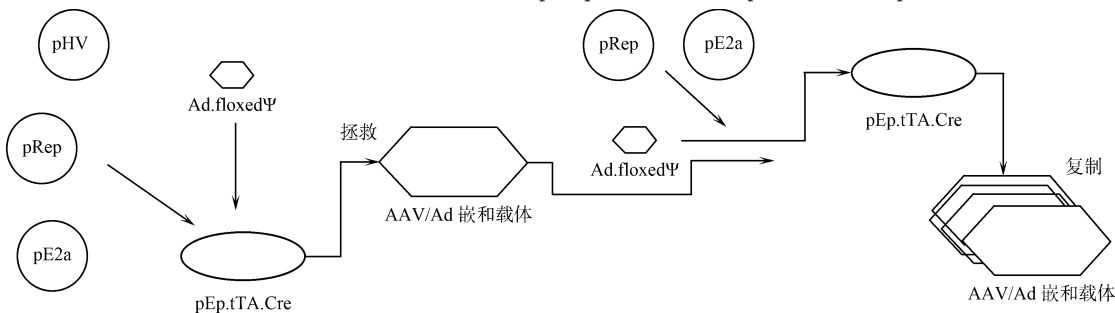 pHV
Ad.floxedΨ
pRep
pE2a
pEp.tTA.Cre
拯救
AAV/Ad 嵌和载体
pRep
pE2a
Ad.floxedΨ
pEp.tTA.Cre
复制
AAV/Ad 嵌和载体